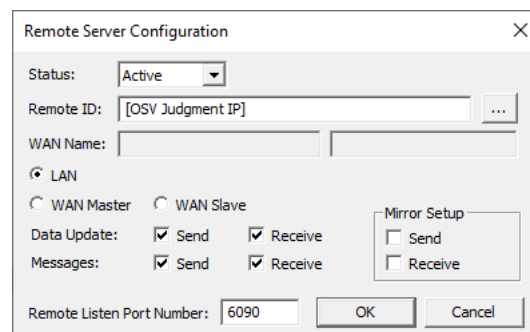 Remote Server Configuration
Status: Active
Remote ID: [OSV Judgment IP] ...
WAN Name:
LAN
WAN Master WAN Slave
Mirror Setup
Data Update: Send Receive Send
Messages: Send Receive Receive
Remote Listen Port Number: 6090 OK Cancel